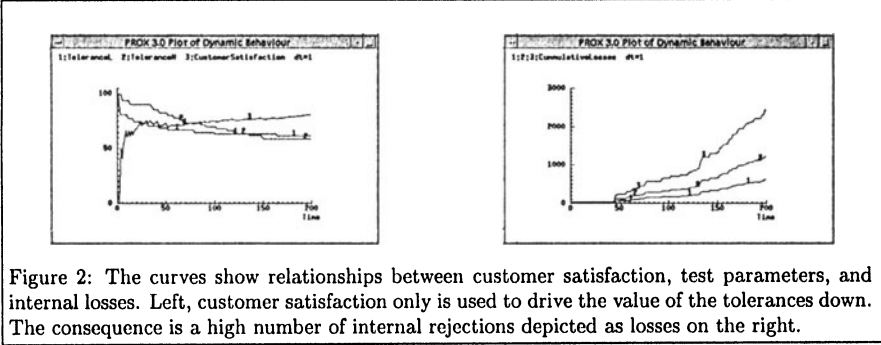 PROX 3.0 Plot of Dynamic Behaviour
1;ToleranceL 2;ToleranceH 3;CustomerSatisfaction dt=1
100
50
0
0 50 100 150 200
Time
PROX 3.0 Plot of Dynamic Behaviour
1;2;3;CummulativeLosses dt=1
3000
2000
1000
0
0 50 100 150 200
Time
Figure 2: The curves show relationships between customer satisfaction, test parameters, and
internal losses. Left, customer satisfaction only is used to drive the value of the tolerances down.
The consequence is a high number of internal rejections depicted as losses on the right.